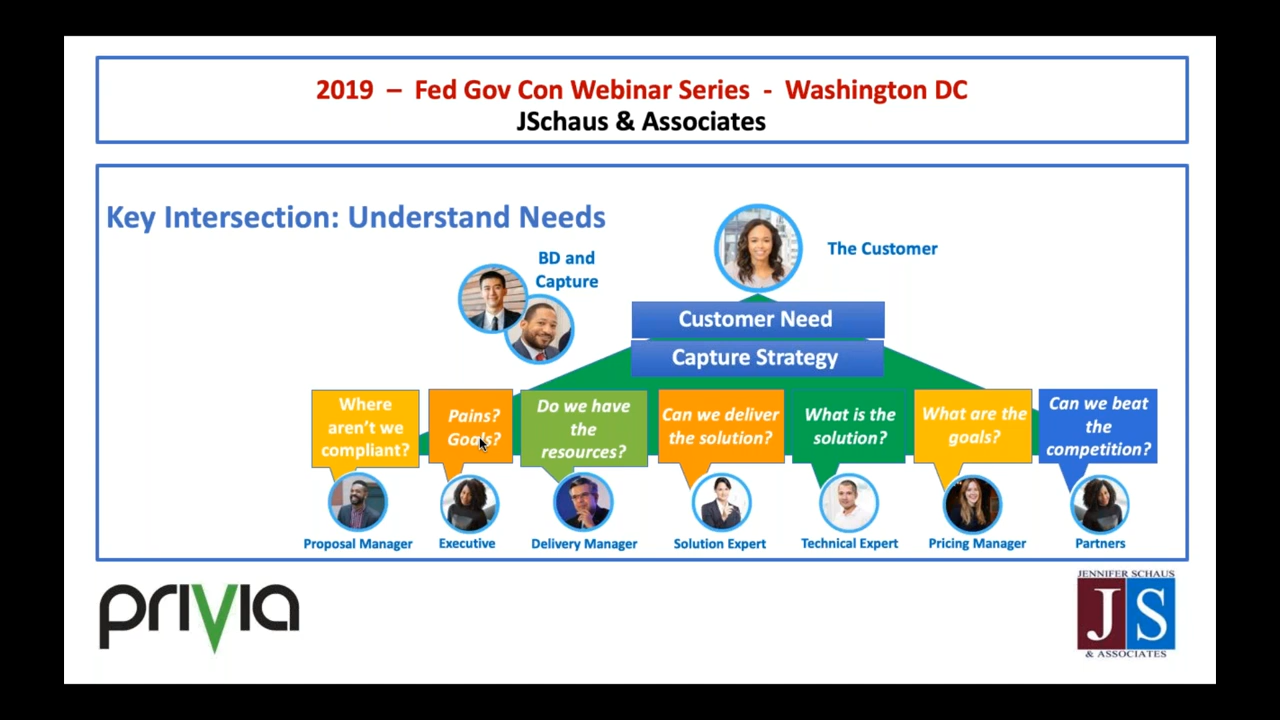 2019 – Fed Gov Con Webinar Series - Washington DC
JSchaus & Associates
Key Intersection: Understand Needs
BD and
Capture
The Customer
Customer Need
Capture Strategy
Where
aren't we
compliant?
Pains?
Goals?
Do we have
the
resources?
Can we deliver
the solution?
What is the
solution?
What are the
goals?
Can we beat
the
competition?
Proposal Manager
Executive
Delivery Manager
Solution Expert
Technical Expert
Pricing Manager
Partners
privia
JENNIFER SCHAUS
JS
& ASSOCIATES